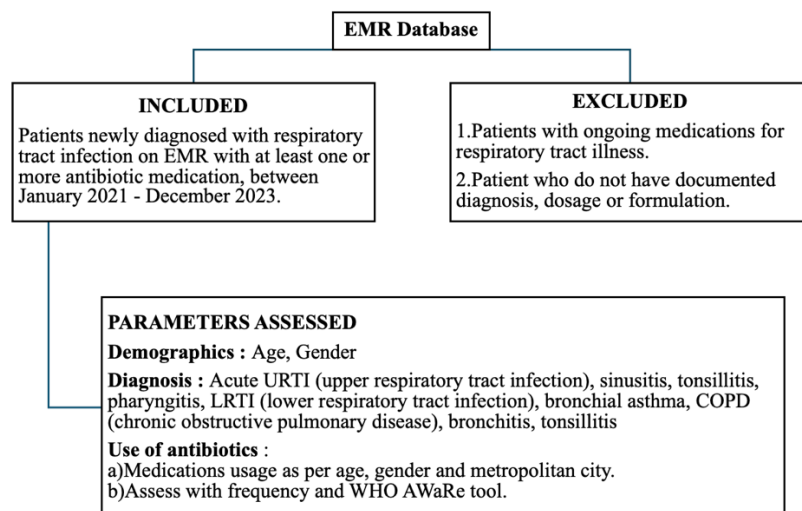 EMR Database
INCLUDED
Patients newly diagnosed with respiratory
tract infection on EMR with at least one or
more antibiotic medication, between
January 2021 - December 2023.
EXCLUDED
1.Patients with ongoing medications for
respiratory tract illness.
2.Patient who do not have documented
diagnosis, dosage or formulation.
PARAMETERS ASSESSED
Demographics : Age, Gender
Diagnosis : Acute URTI (upper respiratory tract infection), sinusitis, tonsillitis,
pharyngitis, LRTI (lower respiratory tract infection), bronchial asthma, COPD
(chronic obstructive pulmonary disease), bronchitis, tonsillitis
Use of antibiotics :
a)Medications usage as per age, gender and metropolitan city.
b)Assess with frequency and WHO AWaRe tool.